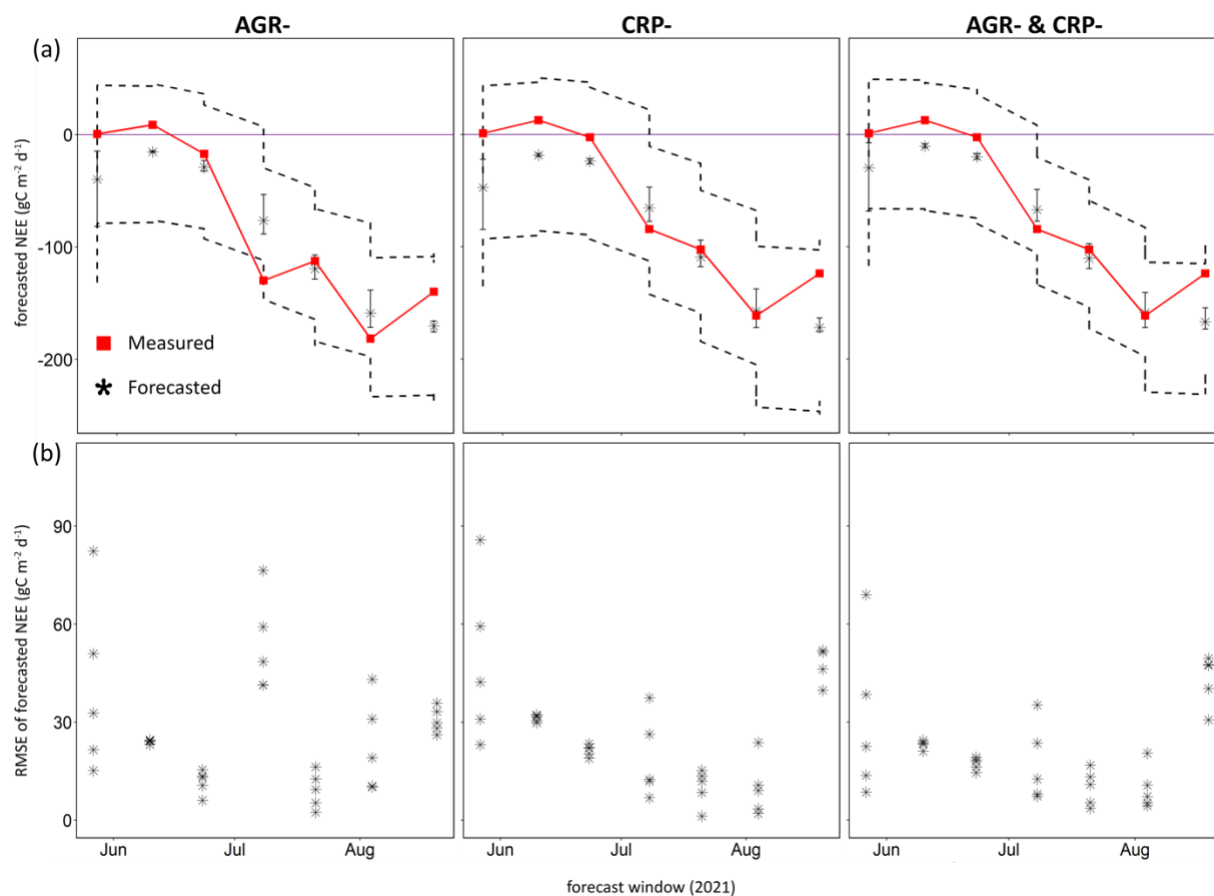 AGR-
CRP-
AGR- & CRP-
(a)
forecasted NEE (gC m⁻² d⁻¹)
0
-100
-200
Measured
Forecasted
(b)
RMSE of forecasted NEE (gC m⁻² d⁻¹)
90
60
30
0
Jun Jul Aug
Jun Jul Aug
Jun Jul Aug
forecast window (2021)